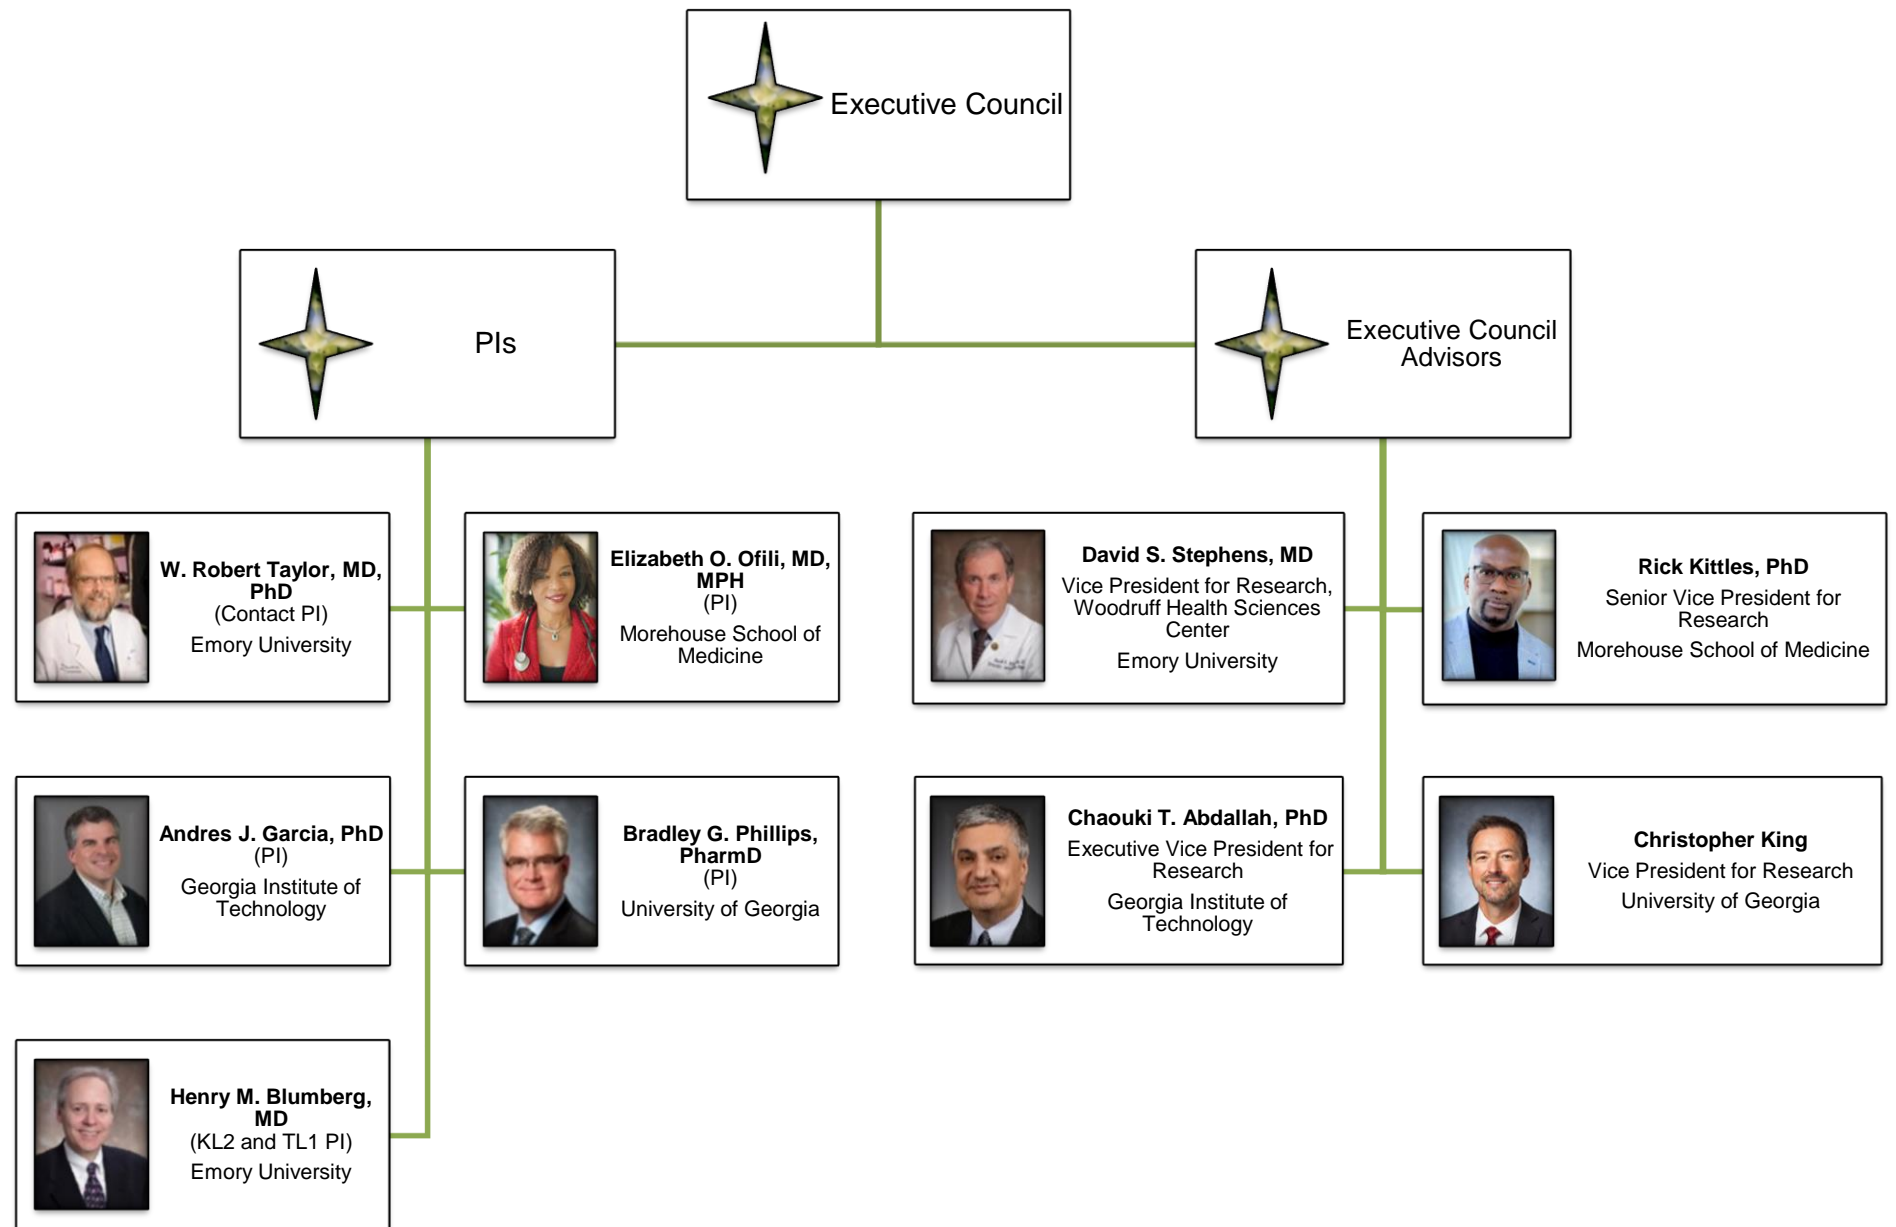 Executive Council
PIs
Executive Council
Advisors
W. Robert Taylor, MD,
PhD
(Contact PI)
Emory University
Elizabeth O. Ofili, MD,
MPH
(PI)
Morehouse School of
Medicine
David S. Stephens, MD
Vice President for Research,
Woodruff Health Sciences
Center
Emory University
Rick Kittles, PhD
Senior Vice President for
Research
Morehouse School of Medicine
Andres J. Garcia, PhD
(PI)
Georgia Institute of
Technology
Bradley G. Phillips,
PharmD
(PI)
University of Georgia
Chaouki T. Abdallah, PhD
Executive Vice President for
Research
Georgia Institute of
Technology
Christopher King
Vice President for Research
University of Georgia
Henry M. Blumberg,
MD
(KL2 and TL1 PI)
Emory University